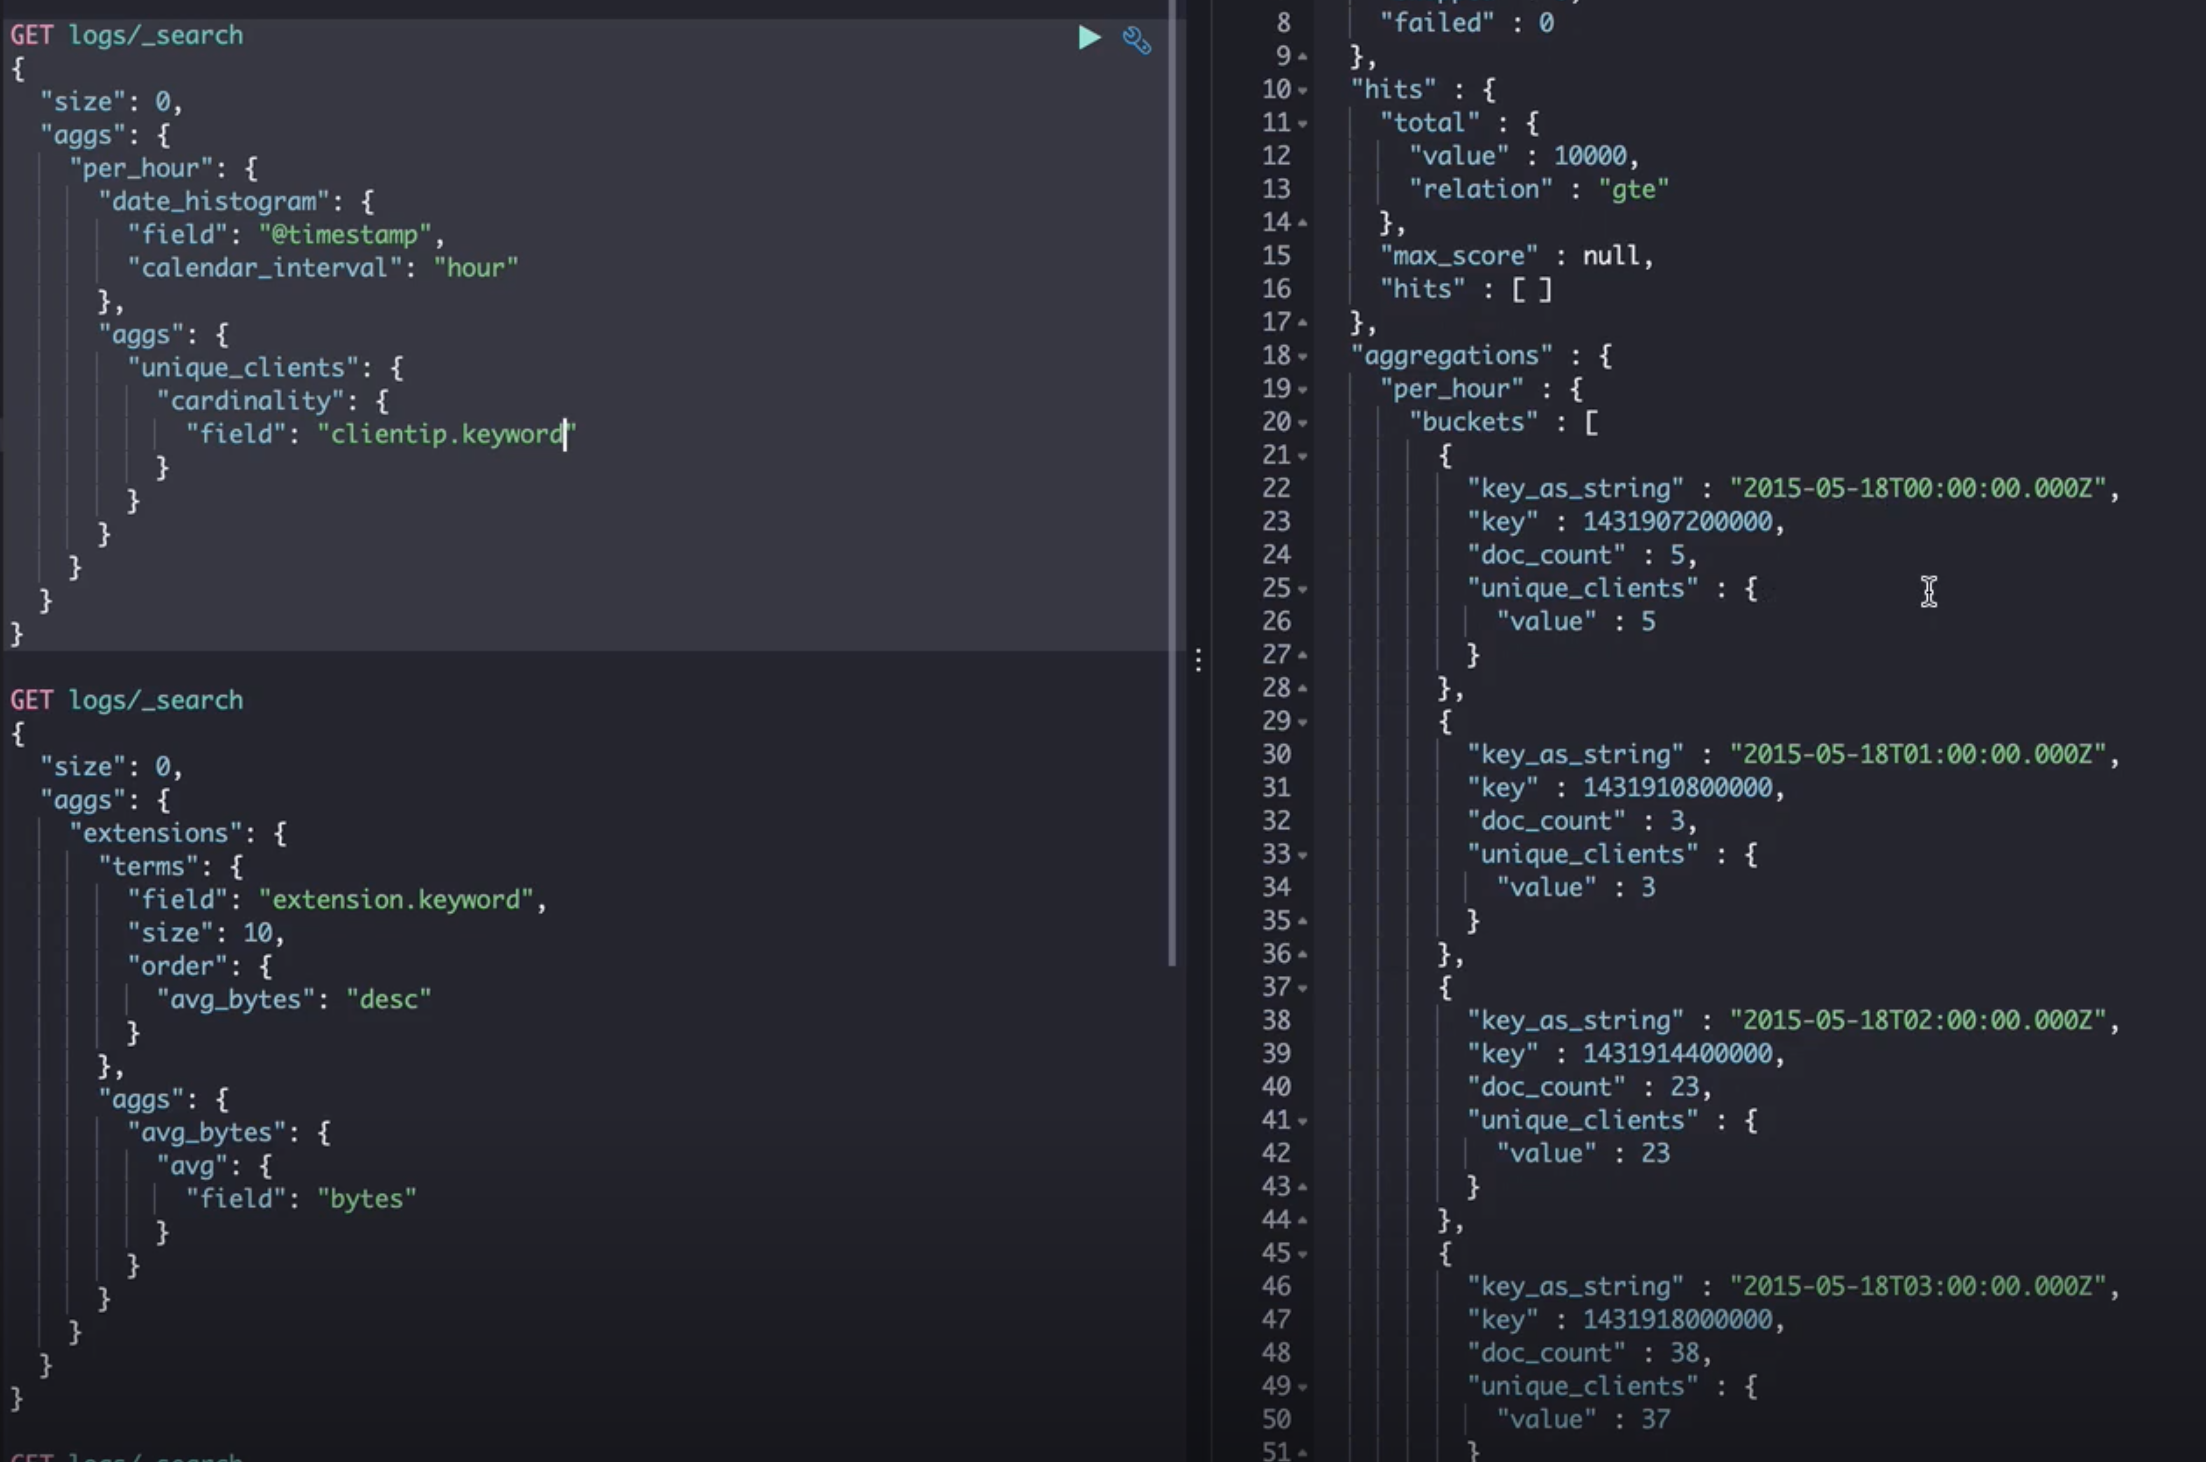 GET logs/_search
{
  "size": 0,
  "aggs": {
    "per_hour": {
      "date_histogram": {
        "field": "@timestamp",
        "calendar_interval": "hour"
      },
      "aggs": {
        "unique_clients": {
          "cardinality": {
            "field": "clientip.keyword"
          }
        }
      }
    }
  }
}
GET logs/_search
{
  "size": 0,
  "aggs": {
    "extensions": {
      "terms": {
        "field": "extension.keyword",
        "size": 10,
        "order": {
          "avg_bytes": "desc"
        }
      },
      "aggs": {
        "avg_bytes": {
          "avg": {
            "field": "bytes"
          }
        }
      }
    }
  }
}
GET logs/_search
8 "failed" : 0
9 },
10 "hits" : {
11 "total" : {
12 "value" : 10000,
13 "relation" : "gte"
14 },
15 "max_score" : null,
16 "hits" : [ ]
17 },
18 "aggregations" : {
19 "per_hour" : {
20 "buckets" : [
21 {
22 "key_as_string" : "2015-05-18T00:00:00.000Z",
23 "key" : 1431907200000,
24 "doc_count" : 5,
25 "unique_clients" : {
26 "value" : 5
27 }
28 },
29 {
30 "key_as_string" : "2015-05-18T01:00:00.000Z",
31 "key" : 1431910800000,
32 "doc_count" : 3,
33 "unique_clients" : {
34 "value" : 3
35 }
36 },
37 {
38 "key_as_string" : "2015-05-18T02:00:00.000Z",
39 "key" : 1431914400000,
40 "doc_count" : 23,
41 "unique_clients" : {
42 "value" : 23
43 }
44 },
45 {
46 "key_as_string" : "2015-05-18T03:00:00.000Z",
47 "key" : 1431918000000,
48 "doc_count" : 38,
49 "unique_clients" : {
50 "value" : 37
51 }